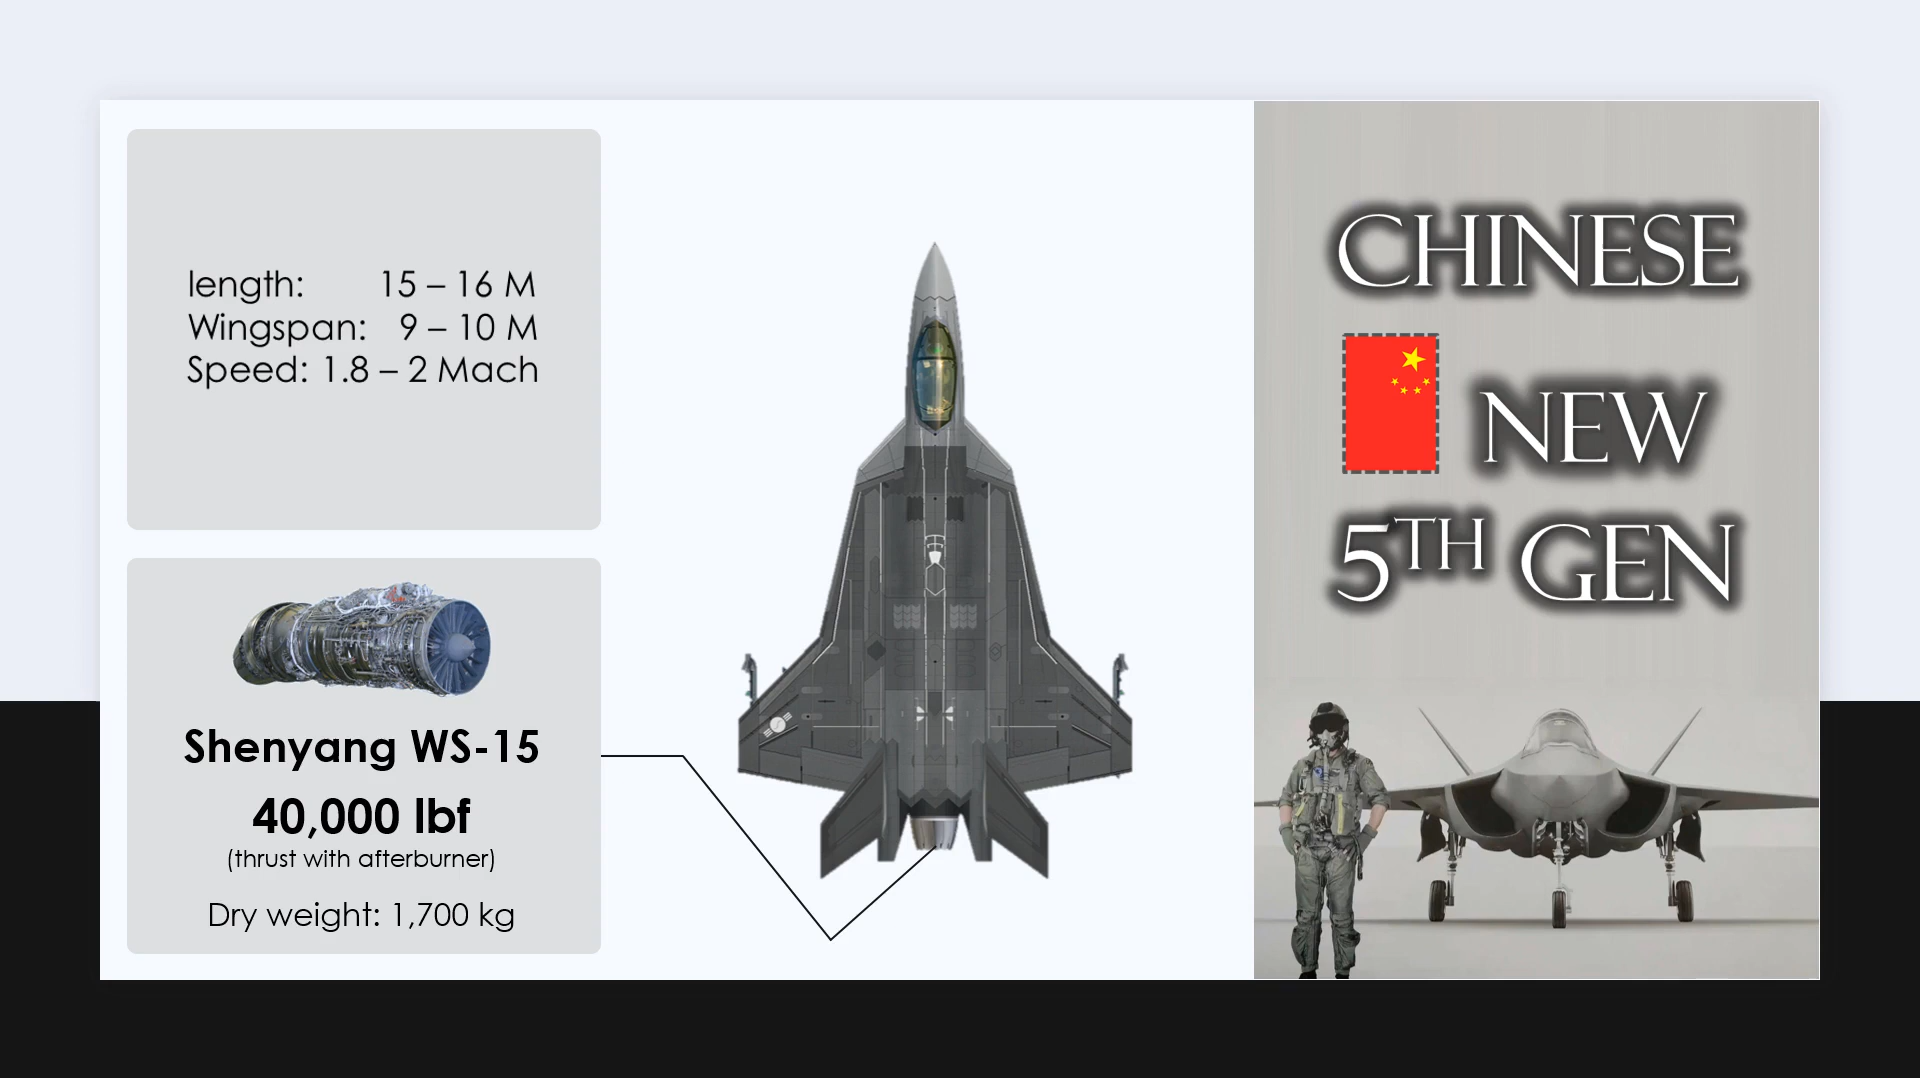 length: 15 – 16 M
Wingspan: 9 – 10 M
Speed: 1.8 – 2 Mach
Shenyang WS-15
40,000 lbf
(thrust with afterburner)
Dry weight: 1,700 kg
CHINESE
NEW
5TH GEN